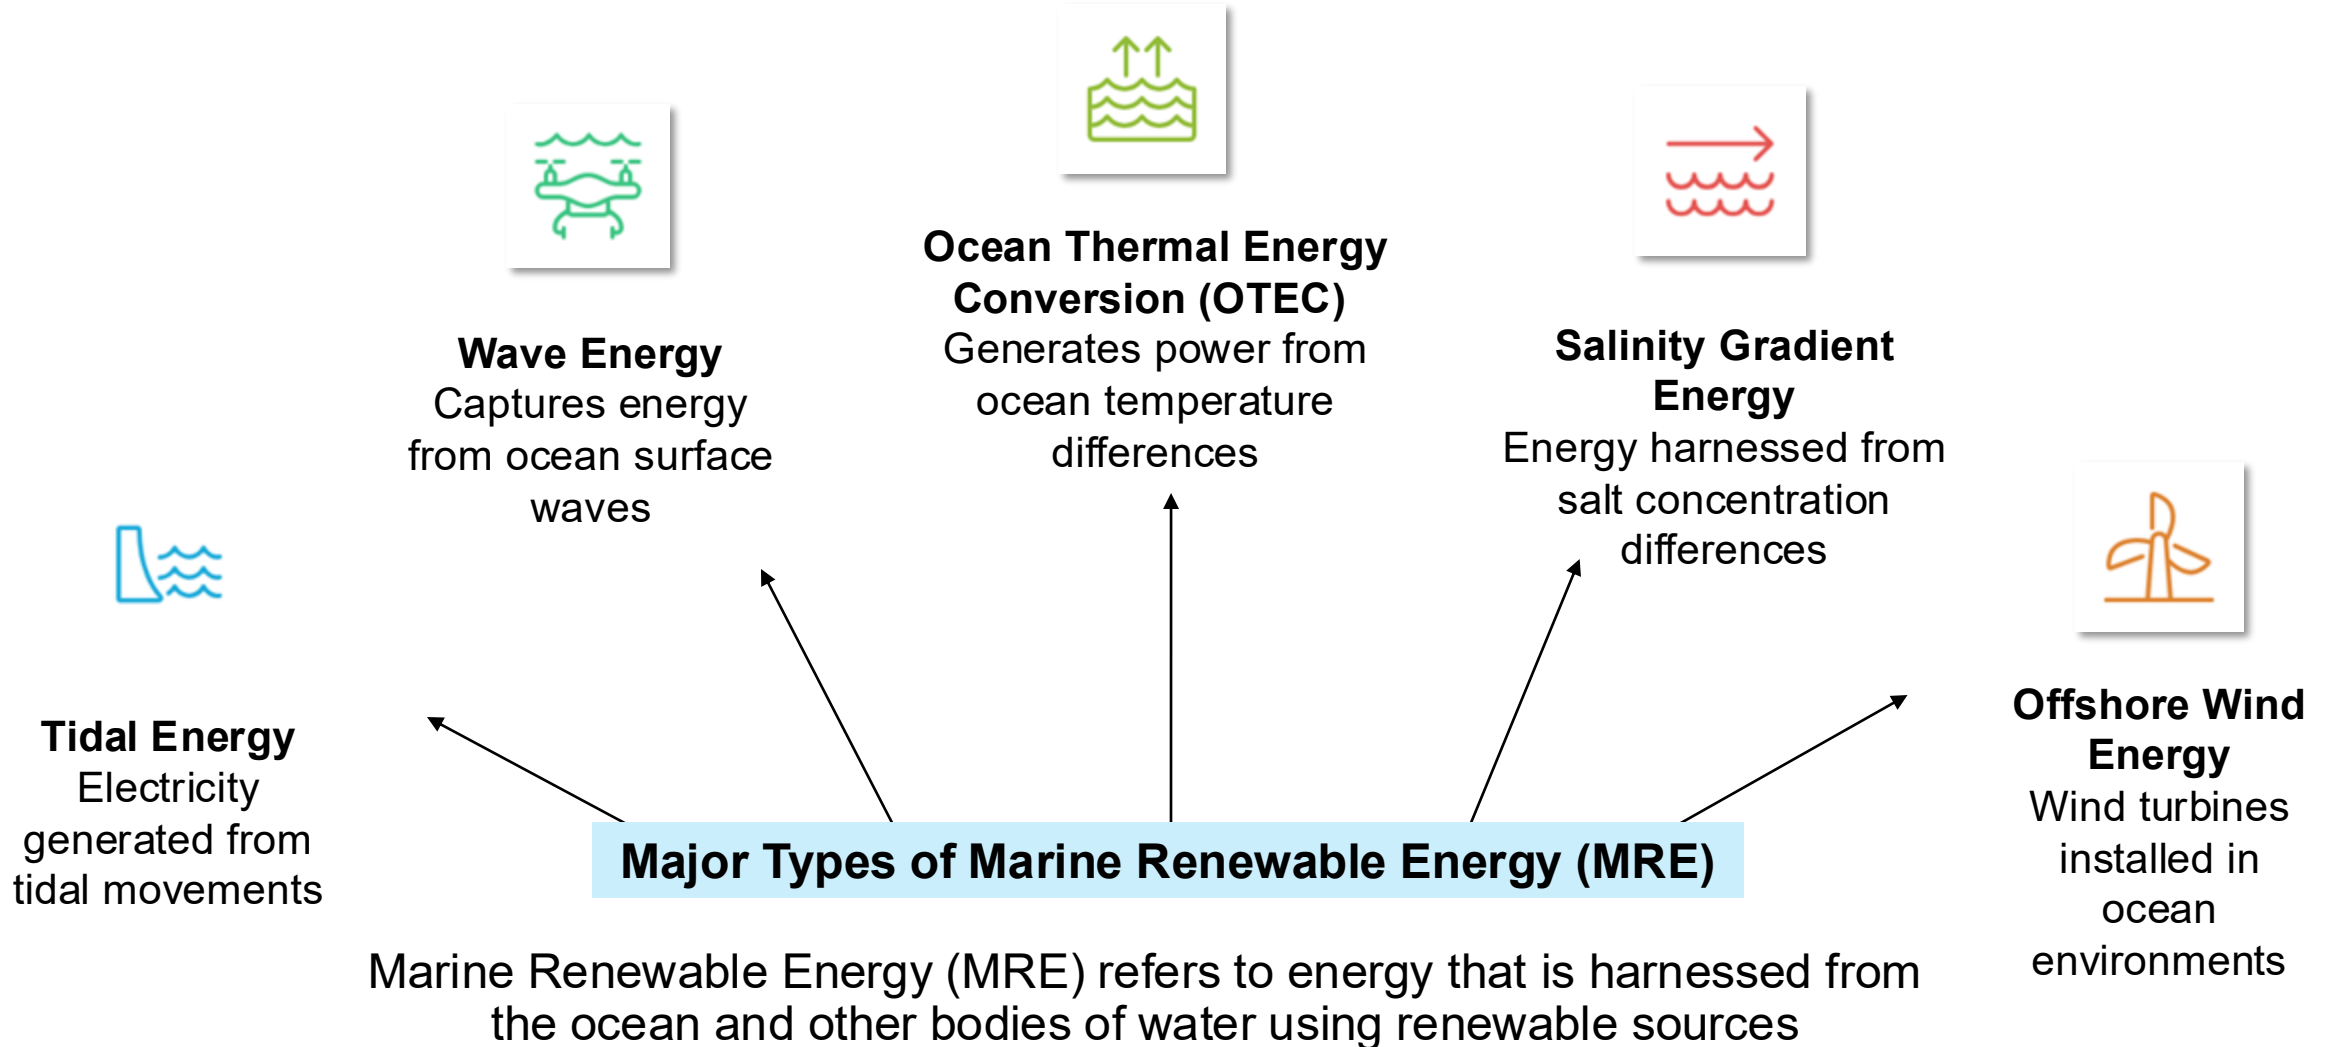 Ocean Thermal Energy
Conversion (OTEC)
Generates power from
ocean temperature
differences
Wave Energy
Captures energy
from ocean surface
waves
Salinity Gradient
Energy
Energy harnessed from
salt concentration
differences
Tidal Energy
Electricity
generated from
tidal movements
Offshore Wind
Energy
Wind turbines
installed in
ocean
environments
Major Types of Marine Renewable Energy (MRE)
Marine Renewable Energy (MRE) refers to energy that is harnessed from
the ocean and other bodies of water using renewable sources